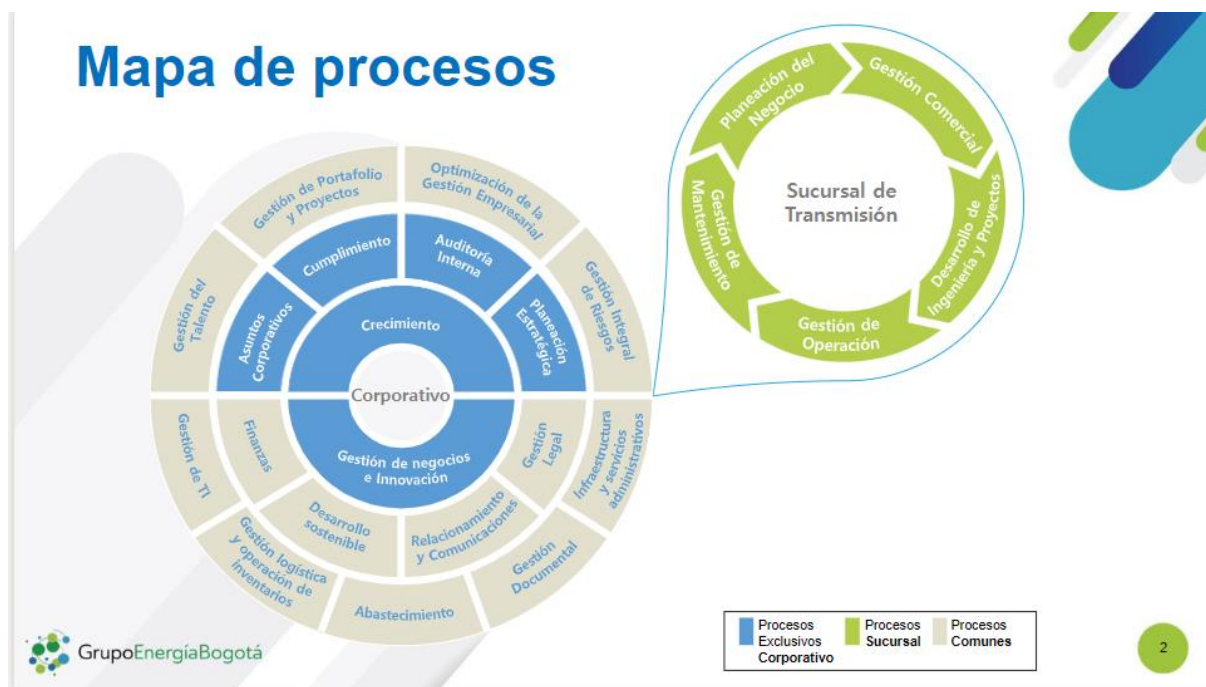 Mapa de procesos
Planeación del
Negocio
Gestión Comercial
Desarrollo de
Ingeniería y Proyectos
Gestión de
Operación
Gestión de
Mantenimiento
Sucursal de
Transmisión
Gestión de Portafolio
y Proyectos
Optimización de la
Gestión Empresarial
Gestión Integral
de Riesgos
Infraestructura
y servicios
administrativos
Gestión
Documental
Abastecimiento
Gestión logística
y operación de
inventarios
Gestión de TI
Gestión del
Talento
Asuntos
Corporativos
Cumplimiento
Auditoría
Interna
Planeación
Estratégica
Gestión
Legal
Relacionamiento
y Comunicaciones
Desarrollo
sostenible
Finanzas
Crecimiento
Corporativo
Gestión de negocios
e Innovación
GrupoEnergíaBogotá
Procesos
Exclusivos
Corporativo
Procesos
Sucursal
Procesos
Comunes
2